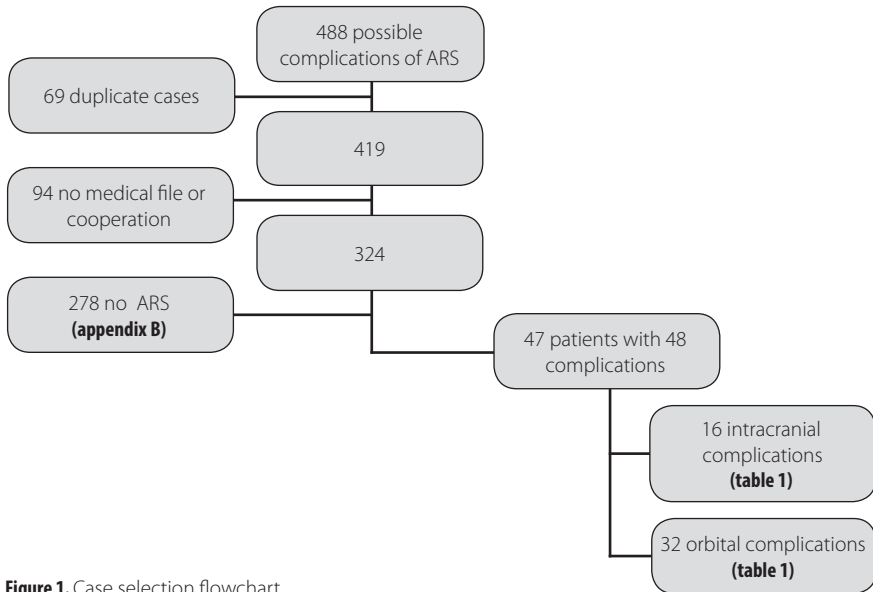 488 possible
complications of ARS
69 duplicate cases
419
94 no medical file or
cooperation
324
278 no ARS
(appendix B)
47 patients with 48
complications
16 intracranial
complications
(table 1)
32 orbital complications
(table 1)
Figure 1. Case selection flowchart